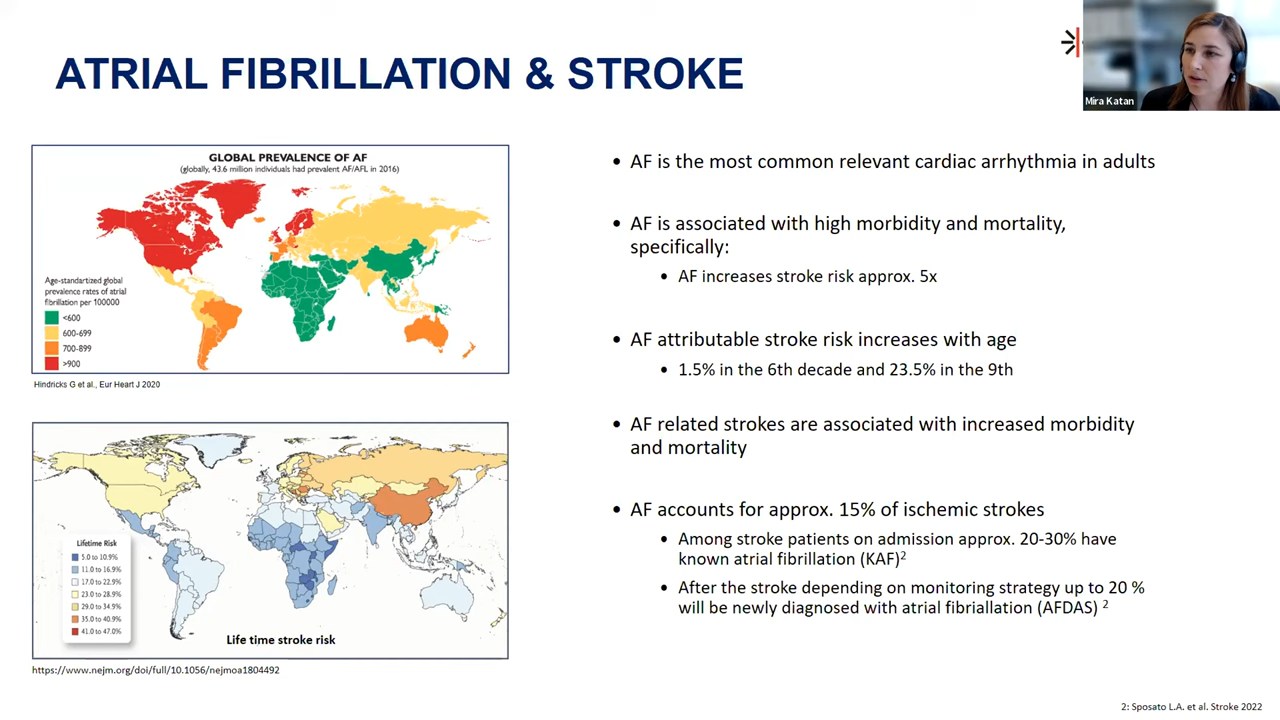 ATRIAL FIBRILLATION & STROKE
Mira Katan
GLOBAL PREVALENCE OF AF
(globally, 43.6 million individuals had prevalent AF/AFL in 2016)
Age-standartized global
prevalence rates of atrial
fibrillation per 100000
<600
600-699
700-899
>900
Hindricks G et al., Eur Heart J 2020
Lifetime Risk
5.0 to 10.9%
11.0 to 16.9%
17.0 to 22.9%
23.0 to 28.9%
29.0 to 34.9%
35.0 to 40.9%
41.0 to 47.0%
Life time stroke risk
https://www.nejm.org/doi/full/10.1056/nejmoa1804492
• AF is the most common relevant cardiac arrhythmia in adults
• AF is associated with high morbidity and mortality,
specifically:
• AF increases stroke risk approx. 5x
• AF attributable stroke risk increases with age
• 1.5% in the 6th decade and 23.5% in the 9th
• AF related strokes are associated with increased morbidity
and mortality
• AF accounts for approx. 15% of ischemic strokes
• Among stroke patients on admission approx. 20-30% have
known atrial fibrillation (KAF)2
• After the stroke depending on monitoring strategy up to 20 %
will be newly diagnosed with atrial fibriallation (AFDAS) 2
2: Sposato L.A. et al. Stroke 2022